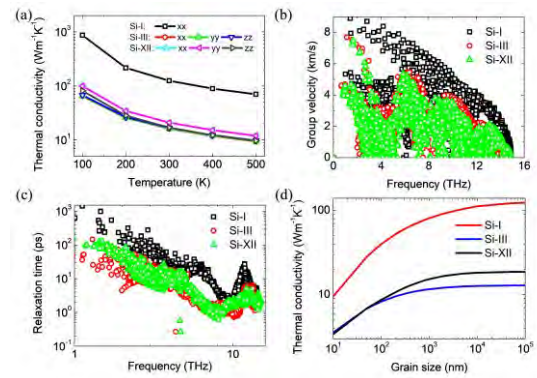 (a)
Thermal conductivity (Wm⁻¹K⁻¹)
10³
10²
10¹
Si-I: xx
Si-III: xx yy zz
Si-XII: xx yy zz
100 200 300 400 500
Temperature (K)
(b)
Group velocity (km/s)
8
6
4
2
0
Si-I
Si-III
Si-XII
0 4 8 12 16
Frequency (THz)
(c)
Relaxation time (ps)
10³
10²
10¹
10⁰
10⁻¹
Si-I
Si-III
Si-XII
1 10
Frequency (THz)
(d)
Thermal conductivity (Wm⁻¹K⁻¹)
100
10
Si-I
Si-III
Si-XII
10¹ 10² 10³ 10⁴ 10⁵
Grain size (nm)